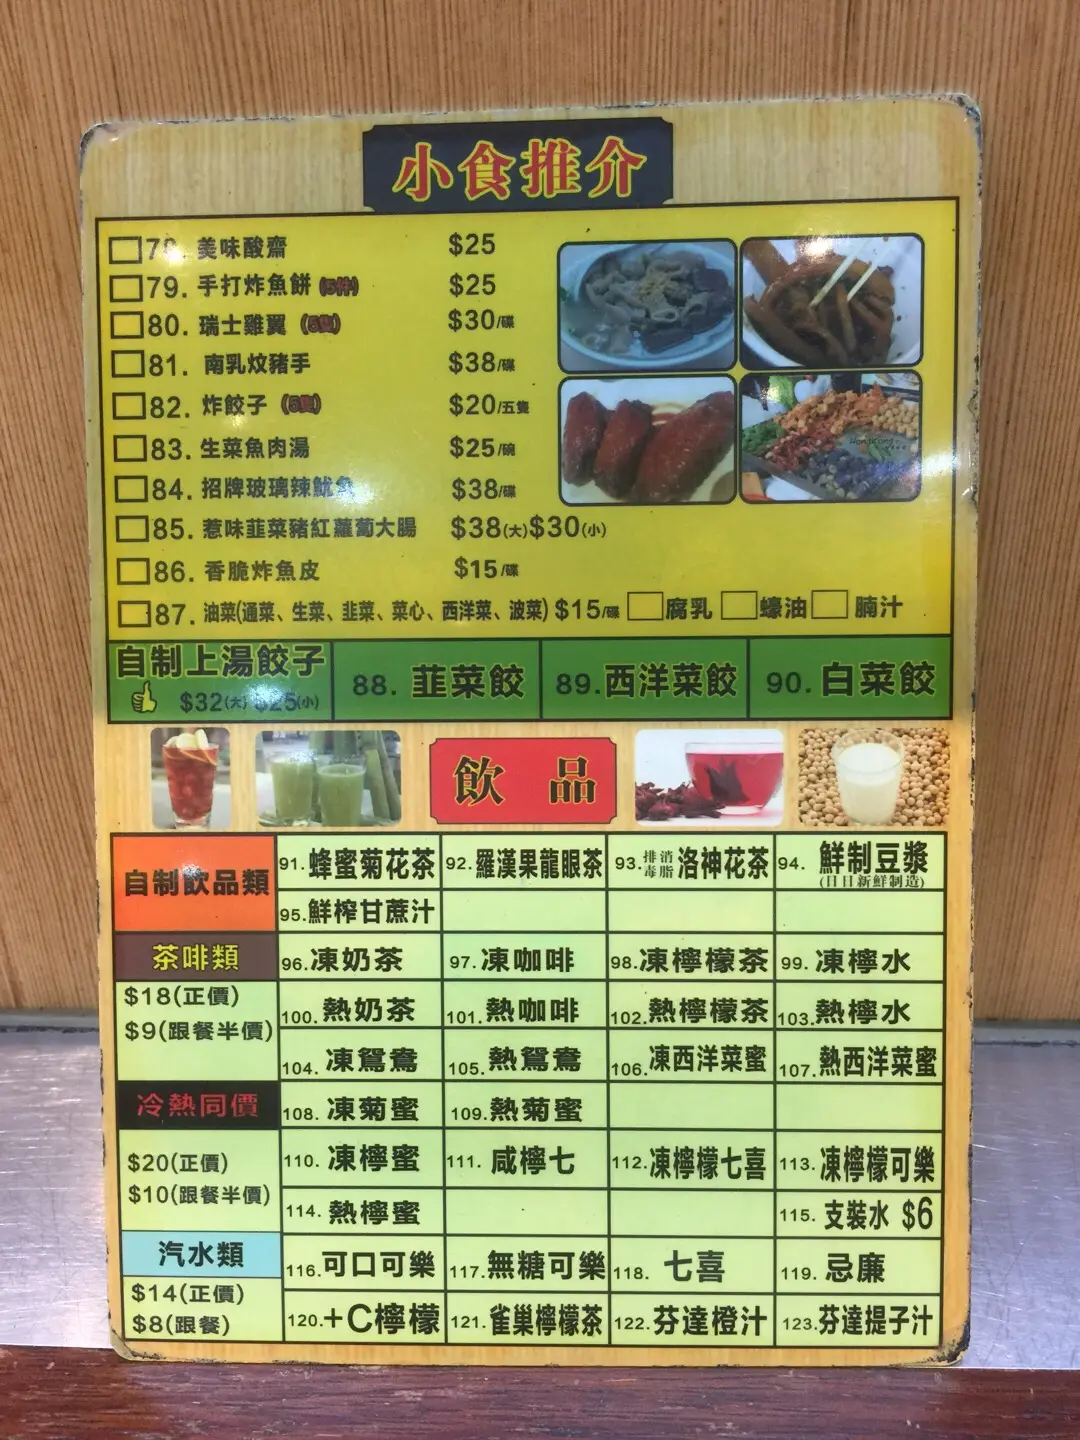 小食推介
78. 美味酸齋 $25
79. 手打炸魚餅 (5件) $25
80. 瑞士雞翼 (5隻) $30/碟
81. 南乳炆豬手 $38/碟
82. 炸餃子 (5隻) $20/五隻
83. 生菜魚肉湯 $25/碗
84. 招牌玻璃辣魷魚 $38/碟
85. 惹味韮菜豬紅蘿蔔大腸 $38(大)$30(小)
86. 香脆炸魚皮 $15/碟
87. 油菜(通菜、生菜、韭菜、菜心、西洋菜、波菜) $15/碟 腐乳 蠔油 腩汁
自制上湯餃子
$32(大) $25(小)
88. 韮菜餃
89. 西洋菜餃
90. 白菜餃
飲 品
自制飲品類
91. 蜂蜜菊花茶
92. 羅漢果龍眼茶
93. 排毒 消脂 洛神花茶
94. 鮮制豆漿
(日日新鮮制造)
95. 鮮榨甘蔗汁
茶啡類
96. 凍奶茶
97. 凍咖啡
98. 凍檸檬茶
99. 凍檸水
$18(正價)
$9(跟餐半價)
100. 熱奶茶
101. 熱咖啡
102. 熱檸檬茶
103. 熱檸水
104. 凍鴛鴦
105. 熱鴛鴦
106. 凍西洋菜蜜
107. 熱西洋菜蜜
冷熱同價
108. 凍菊蜜
109. 熱菊蜜
$20(正價)
$10(跟餐半價)
110. 凍檸蜜
111. 咸檸七
112. 凍檸檬七喜
113. 凍檸檬可樂
114. 熱檸蜜
115. 支裝水 $6
汽水類
116. 可口可樂
117. 無糖可樂
118. 七喜
119. 忌廉
$14(正價)
$8(跟餐)
120. +C檸檬
121. 雀巢檸檬茶
122. 芬達橙汁
123. 芬達提子汁